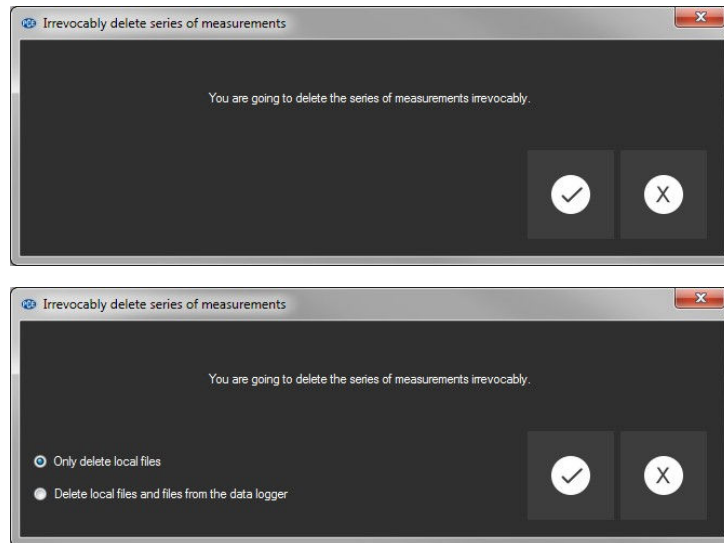 Irrevocably delete series of measurements
You are going to delete the series of measurements irrevocably.
X
Irrevocably delete series of measurements
You are going to delete the series of measurements irrevocably.
Only delete local files
Delete local files and files from the data logger
X